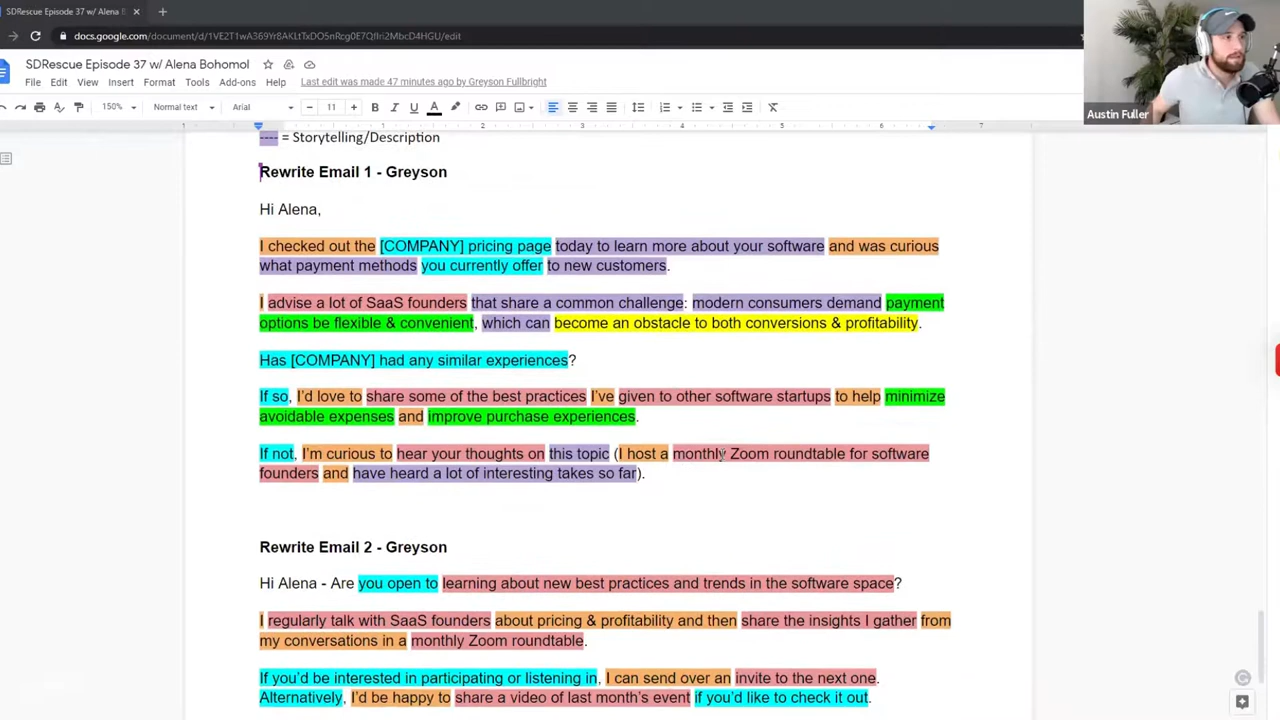 SDRescue Episode 37 w/ Alena B
docs.google.com/document/d/1VE2T1wA369Yr8AKLtTxDO5nRcg0E7Qflri2MbcD4HGU/edit
SDRescue Episode 37 w/ Alena Bohomol
File Edit View Insert Format Tools Add-ons Help Last edit was made 47 minutes ago by Greyson Fullbright
150% Normal text Arial 11
Austin Fuller
1 1 2 3 4 5 6 7
---- = Storytelling/Description
Rewrite Email 1 - Greyson
Hi Alena,
I checked out the [COMPANY] pricing page today to learn more about your software and was curious
what payment methods you currently offer to new customers.
I advise a lot of SaaS founders that share a common challenge: modern consumers demand payment
options be flexible & convenient, which can become an obstacle to both conversions & profitability.
Has [COMPANY] had any similar experiences?
If so, I'd love to share some of the best practices I've given to other software startups to help minimize
avoidable expenses and improve purchase experiences.
If not, I'm curious to hear your thoughts on this topic (I host a monthly Zoom roundtable for software
founders and have heard a lot of interesting takes so far).
Rewrite Email 2 - Greyson
Hi Alena - Are you open to learning about new best practices and trends in the software space?
I regularly talk with SaaS founders about pricing & profitability and then share the insights I gather from
my conversations in a monthly Zoom roundtable.
If you'd be interested in participating or listening in, I can send over an invite to the next one.
Alternatively, I'd be happy to share a video of last month's event if you'd like to check it out.